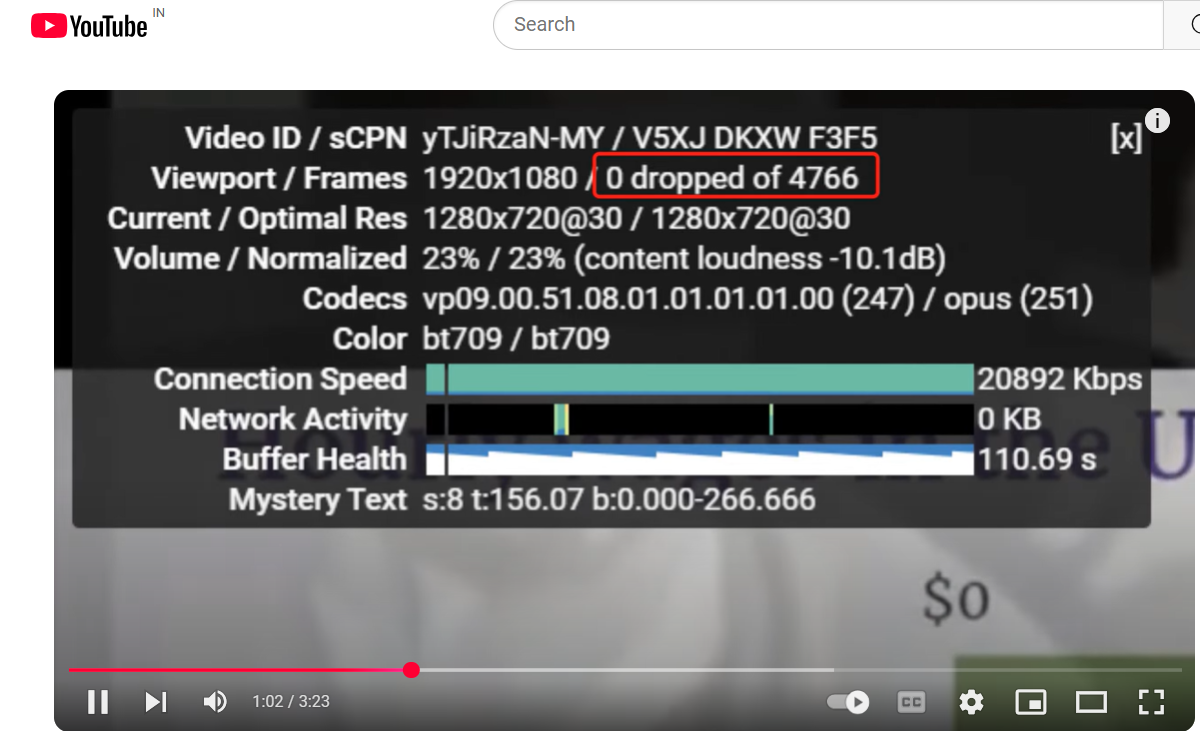 YouTube IN
Search
Video ID / sCPN yTJiRzaN-MY / V5XJ DKXW F3F5
[x]
Viewport / Frames 1920x1080 / 0 dropped of 4766
Current / Optimal Res 1280x720@30 / 1280x720@30
Volume / Normalized 23% / 23% (content loudness -10.1dB)
Codecs vp09.00.51.08.01.01.01.01.00 (247) / opus (251)
Color bt709 / bt709
Connection Speed 20892 Kbps
Network Activity 0 KB
Buffer Health 110.69 s
Mystery Text s:8 t:156.07 b:0.000-266.666
in the U
$0
1:02 / 3:23
CC